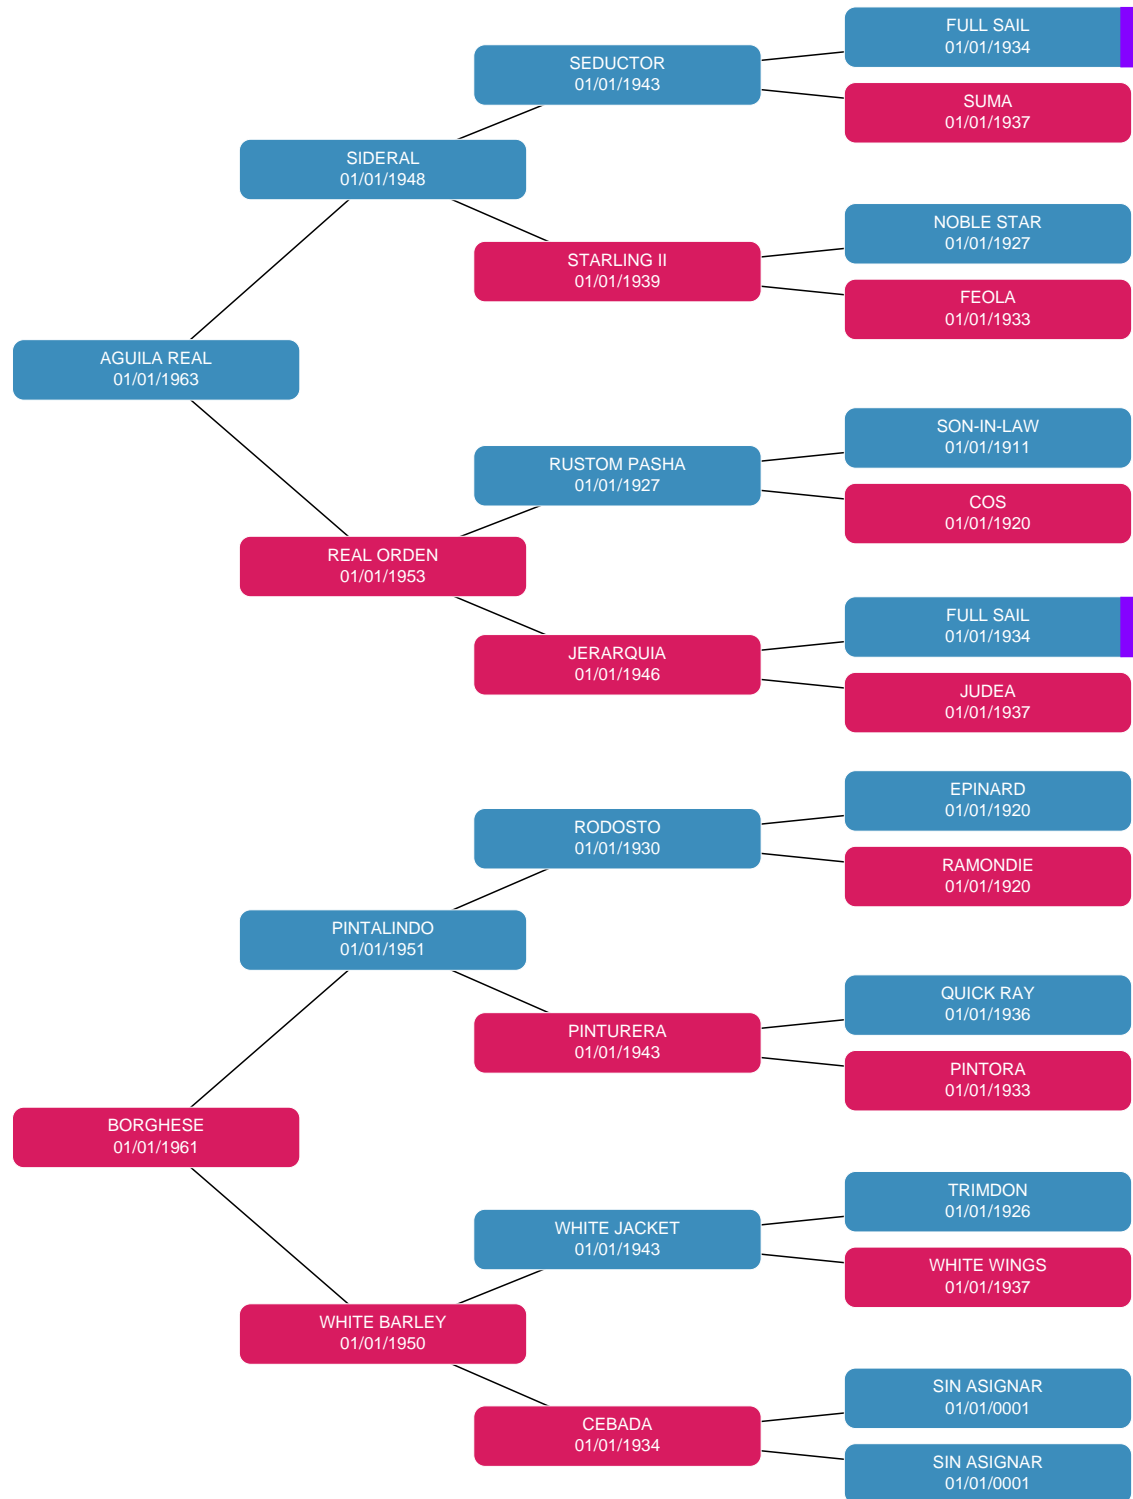 FULL SAIL
01/01/1934
SEDUCTOR
01/01/1943
SUMA
01/01/1937
SIDERAL
01/01/1948
NOBLE STAR
01/01/1927
STARLING II
01/01/1939
FEOLA
01/01/1933
AGUILA REAL
01/01/1963
SON-IN-LAW
01/01/1911
RUSTOM PASHA
01/01/1927
COS
01/01/1920
REAL ORDEN
01/01/1953
FULL SAIL
01/01/1934
JERARQUIA
01/01/1946
JUDEA
01/01/1937
EPINARD
01/01/1920
RODOSTO
01/01/1930
RAMONDIE
01/01/1920
PINTALINDO
01/01/1951
QUICK RAY
01/01/1936
PINTURERA
01/01/1943
PINTORA
01/01/1933
BORGHESE
01/01/1961
TRIMDON
01/01/1926
WHITE JACKET
01/01/1943
WHITE WINGS
01/01/1937
WHITE BARLEY
01/01/1950
SIN ASIGNAR
01/01/0001
CEBADA
01/01/1934
SIN ASIGNAR
01/01/0001